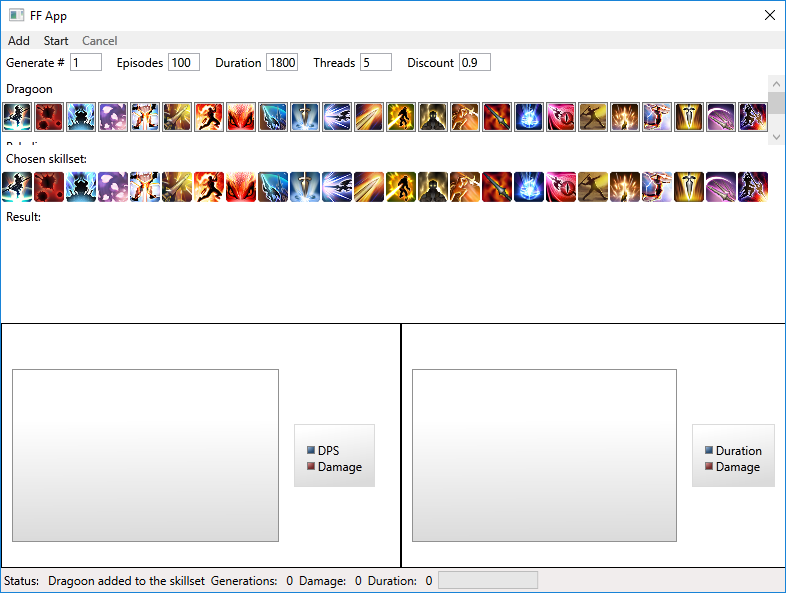 FF App
Add Start Cancel
Generate # 1 Episodes 100 Duration 1800 Threads 5 Discount 0.9
Dragoon
Chosen skillset:
Result:
DPS
Damage
Duration
Damage
Status: Dragoon added to the skillset Generations: 0 Damage: 0 Duration: 0